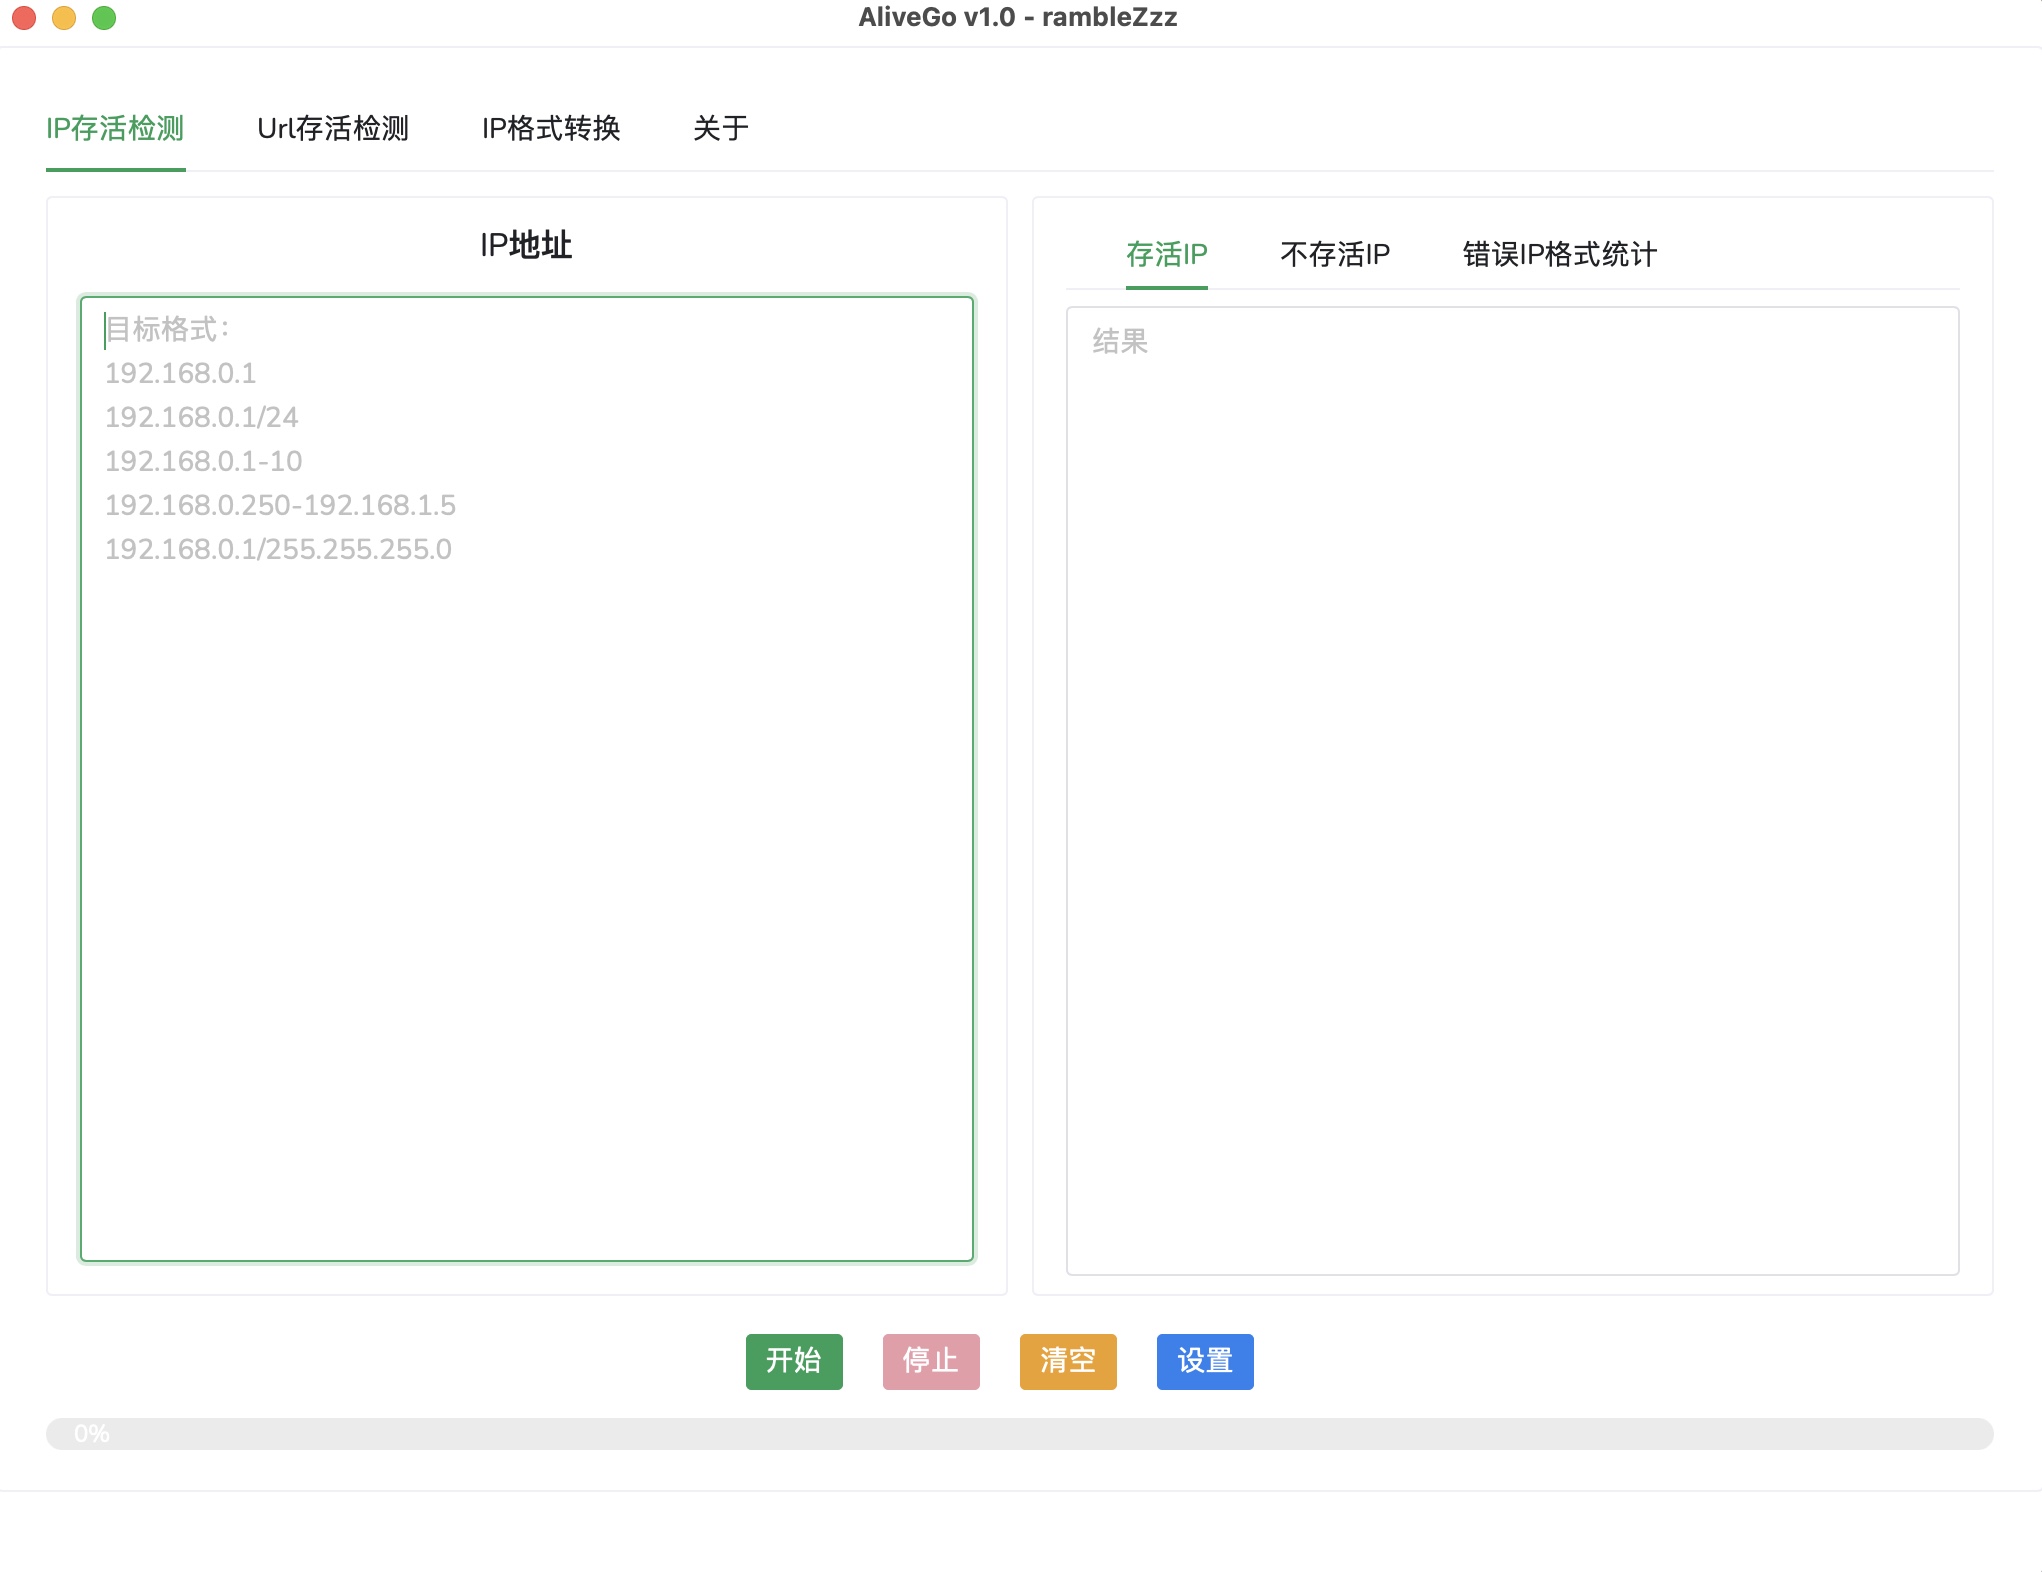 AliveGo v1.0 - rambleZzz
IP存活检测 Url存活检测 IP格式转换 关于
IP地址
目标格式：
192.168.0.1
192.168.0.1/24
192.168.0.1-10
192.168.0.250-192.168.1.5
192.168.0.1/255.255.255.0
存活IP 不存活IP 错误IP格式统计
结果
开始 停止 清空 设置
0%